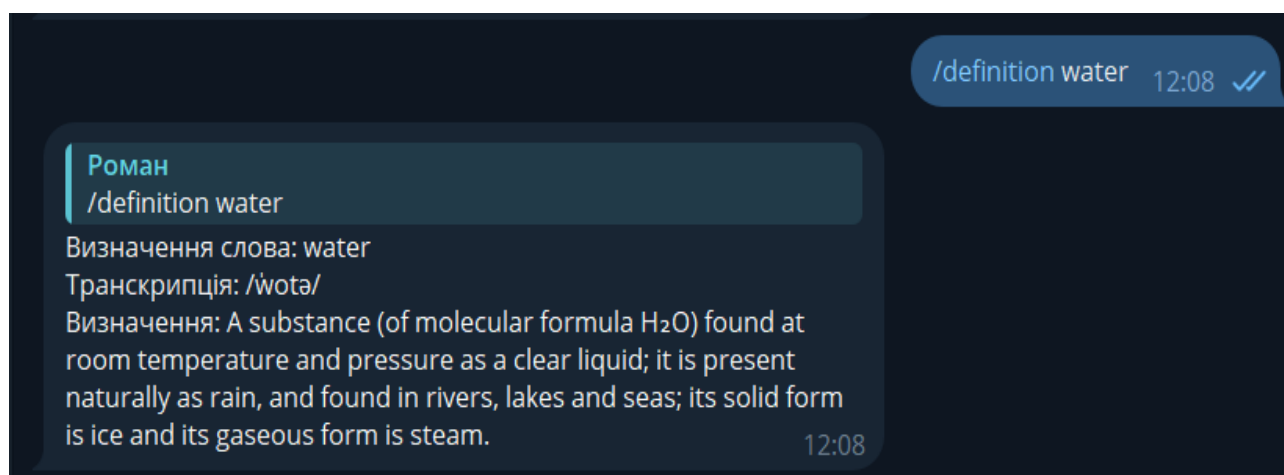 /definition water 12:08
Роман
/definition water
Визначення слова: water
Транскрипція: /ẇotə/
Визначення: A substance (of molecular formula H₂O) found at
room temperature and pressure as a clear liquid; it is present
naturally as rain, and found in rivers, lakes and seas; its solid form
is ice and its gaseous form is steam. 12:08